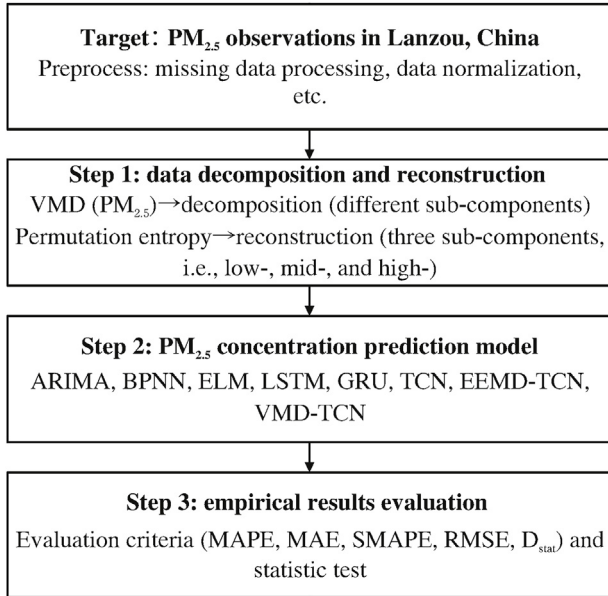 Target: PM₂.₅ observations in Lanzou, China
Preprocess: missing data processing, data normalization,
etc.
Step 1: data decomposition and reconstruction
VMD (PM₂.₅)→decomposition (different sub-components)
Permutation entropy→reconstruction (three sub-components,
i.e., low-, mid-, and high-)
Step 2: PM₂.₅ concentration prediction model
ARIMA, BPNN, ELM, LSTM, GRU, TCN, EEMD-TCN,
VMD-TCN
Step 3: empirical results evaluation
Evaluation criteria (MAPE, MAE, SMAPE, RMSE, Dstat) and
statistic test